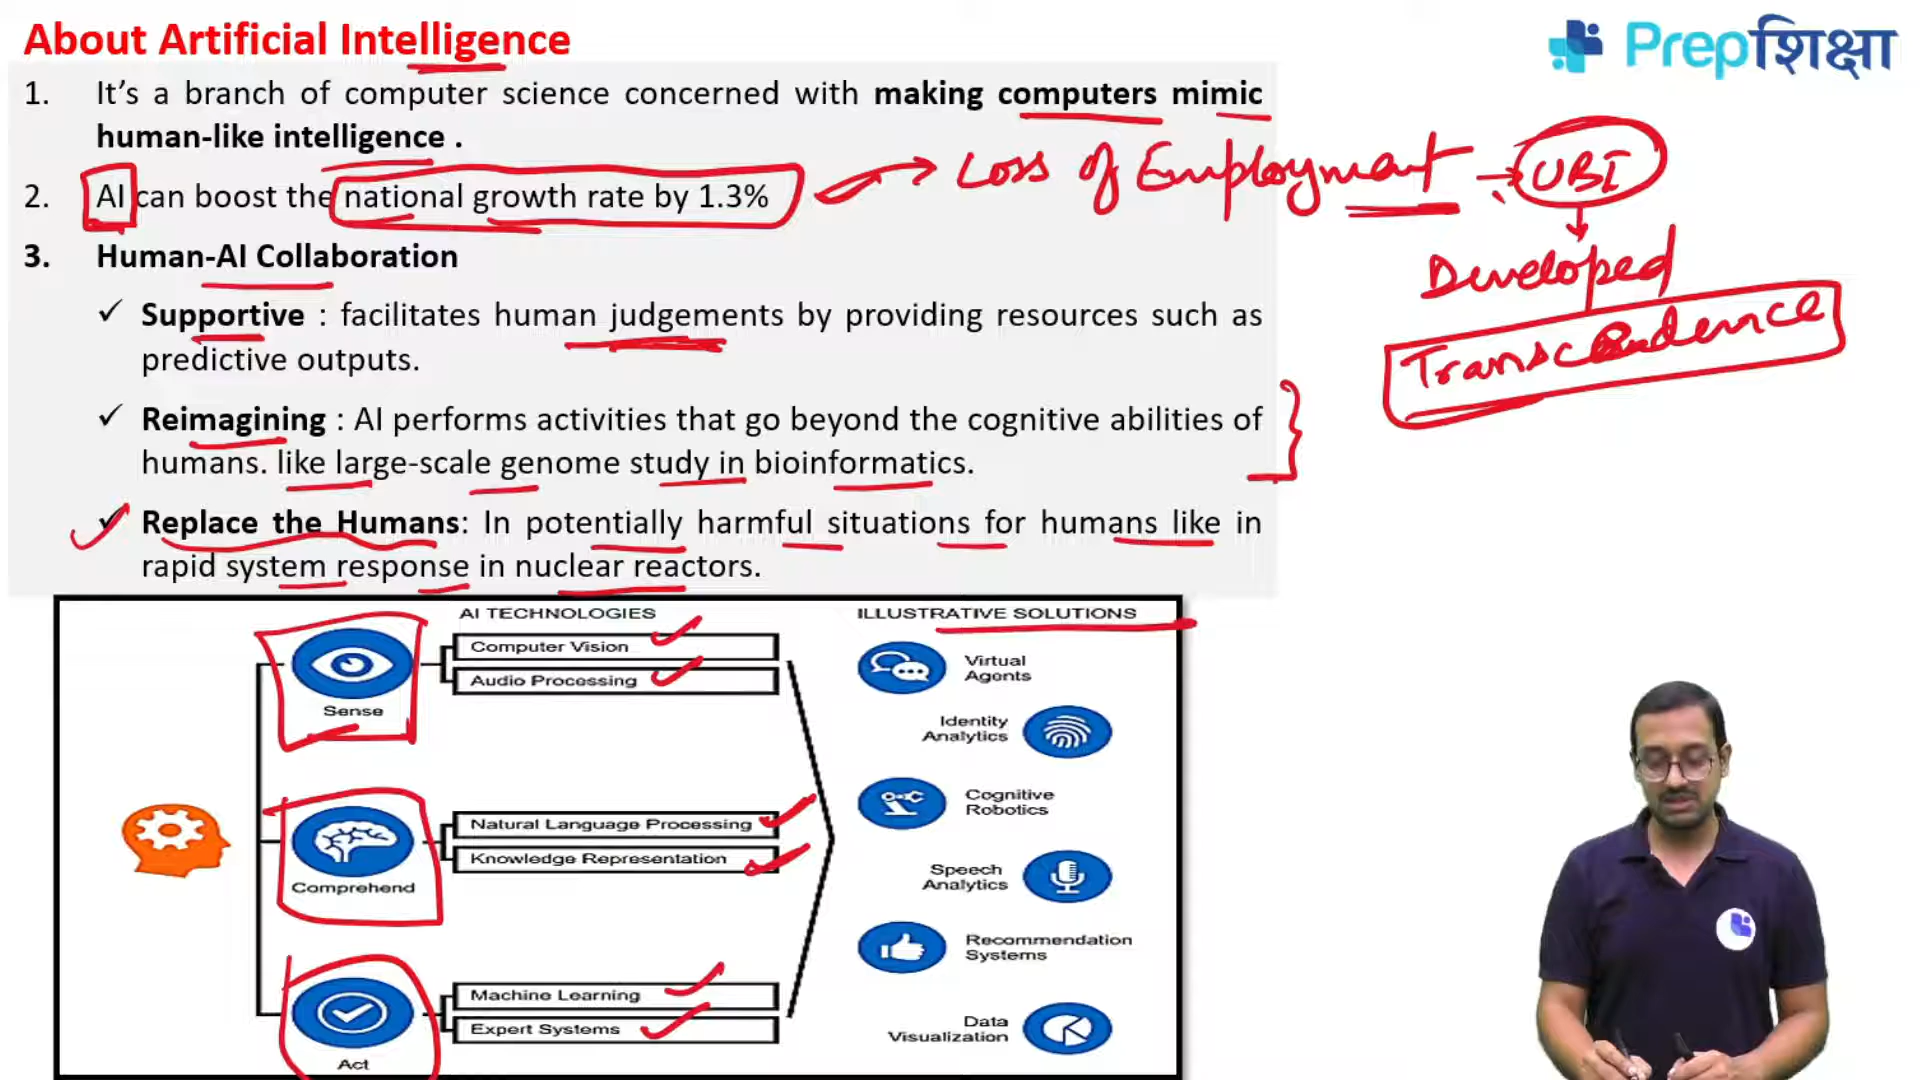 About Artificial Intelligence
Prepशिक्षा
1. It’s a branch of computer science concerned with making computers mimic
human-like intelligence .
2. AI can boost the national growth rate by 1.3%
Loss of Employment
UBI
Developed
Transcendence
3. Human-AI Collaboration
✓ Supportive : facilitates human judgements by providing resources such as
predictive outputs.
✓ Reimagining : AI performs activities that go beyond the cognitive abilities of
humans. like large-scale genome study in bioinformatics.
✓ Replace the Humans: In potentially harmful situations for humans like in
rapid system response in nuclear reactors.
AI TECHNOLOGIES
Sense
Computer Vision
Audio Processing
Comprehend
Natural Language Processing
Knowledge Representation
Act
Machine Learning
Expert Systems
ILLUSTRATIVE SOLUTIONS
Virtual
Agents
Identity
Analytics
Cognitive
Robotics
Speech
Analytics
Recommendation
Systems
Data
Visualization